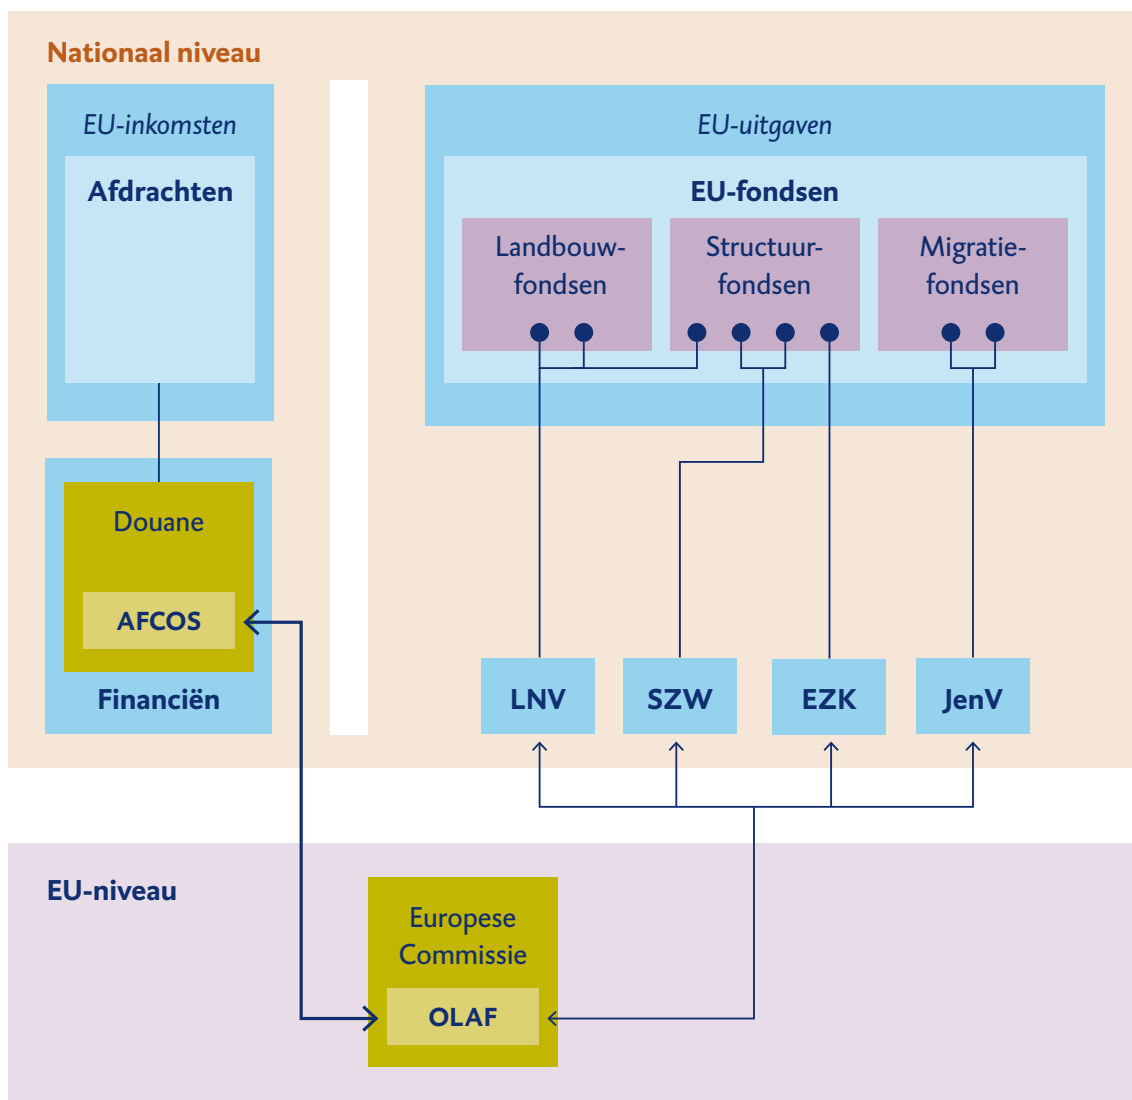 Nationaal niveau
EU-inkomsten
Afdrachten
EU-uitgaven
EU-fondsen
Landbouw-
fondsen
Structuur-
fondsen
Migratie-
fondsen
Douane
AFCOS
Financiën
LNV
SZW
EZK
JenV
EU-niveau
Europese
Commissie
OLAF